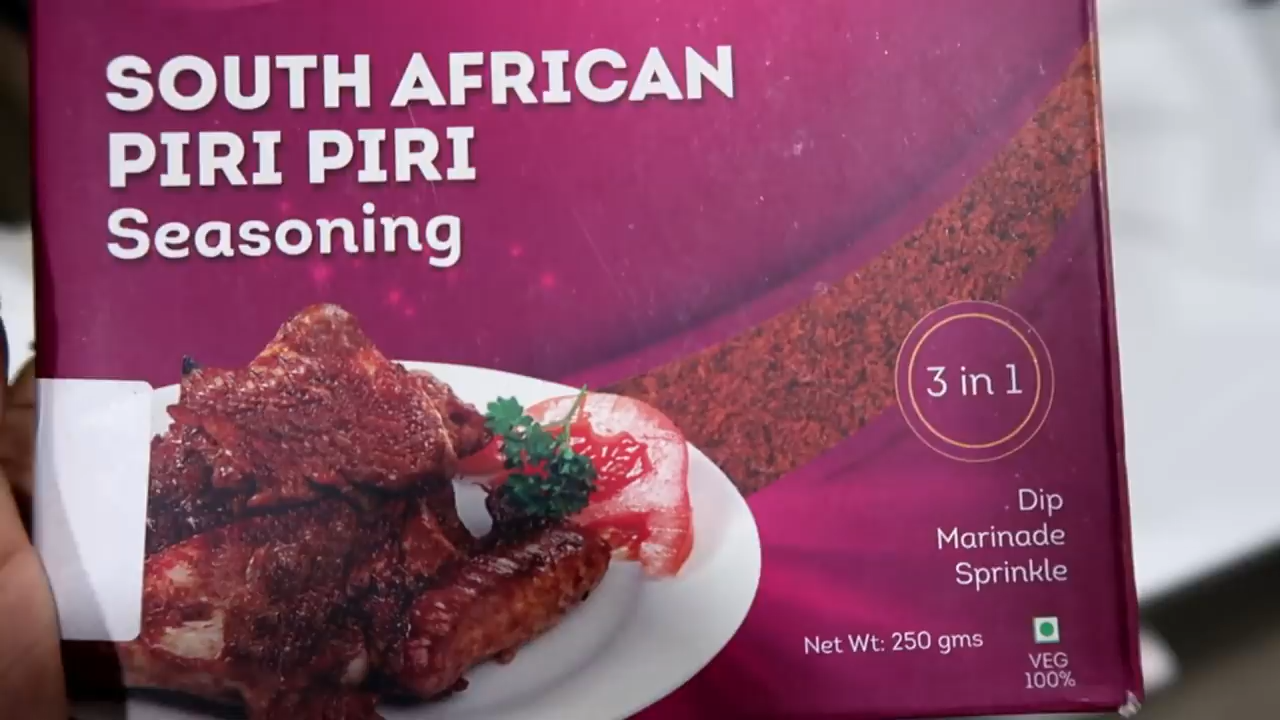 SOUTH AFRICAN
PIRI PIRI
Seasoning
3 in 1
Dip
Marinade
Sprinkle
Net Wt: 250 gms
VEG
100%